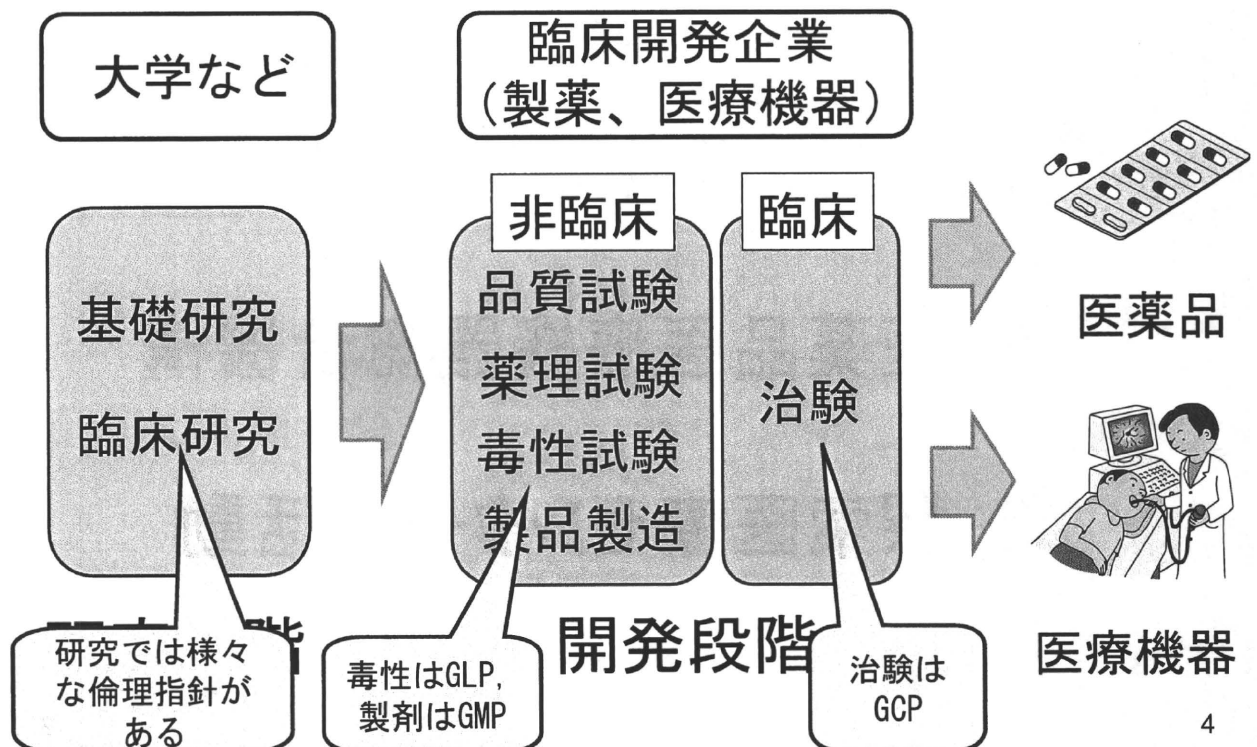 大学など
臨床開発企業
(製薬、医療機器)
基礎研究
臨床研究
非臨床
品質試験
薬理試験
毒性試験
製品製造
臨床
治験
医薬品
医療機器
開発段階
研究では様々
な倫理指針が
ある
毒性はGLP,
製剤はGMP
治験は
GCP
4